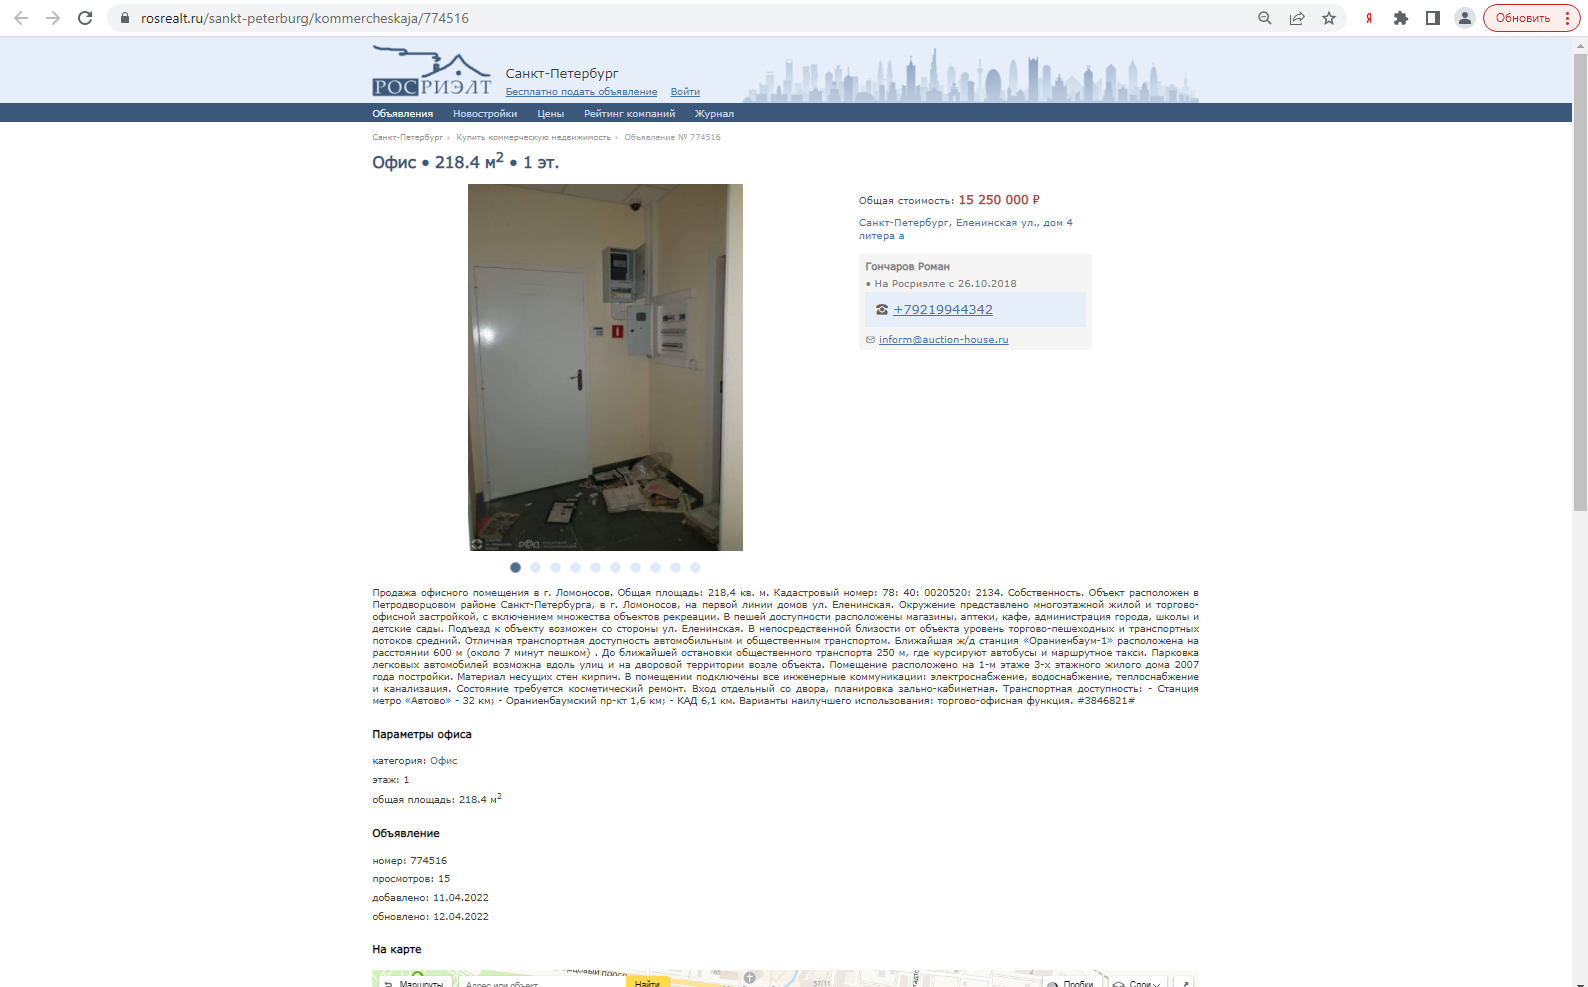 rosrealt.ru/sankt-peterburg/kommercheskaja/774516
Я
Обновить
РОСРИЭЛТ
Санкт-Петербург
Бесплатно подать объявление Войти
Объявления Новостройки Цены Рейтинг компаний Журнал
Санкт-Петербург › Купить коммерческую недвижимость › Объявление № 774516
Офис • 218.4 м² • 1 эт.
Общая стоимость: 15 250 000 ₽
Санкт-Петербург, Еленинская ул., дом 4
литера а
Гончаров Роман
• На Росриэлте с 26.10.2018
+79219944342
inform@auction-house.ru
Продажа офисного помещения в г. Ломоносов. Общая площадь: 218,4 кв. м. Кадастровый номер: 78: 40: 0020520: 2134. Собственность. Объект расположен в
Петродворцовом районе Санкт-Петербурга, в г. Ломоносов, на первой линии домов ул. Еленинская. Окружение представлено многоэтажной жилой и торгово-
офисной застройкой, с включением множества объектов рекреации. В пешей доступности расположены магазины, аптеки, кафе, администрация города, школы и
детские сады. Подъезд к объекту возможен со стороны ул. Еленинская. В непосредственной близости от объекта уровень торгово-пешеходных и транспортных
потоков средний. Отличная транспортная доступность автомобильным и общественным транспортом. Ближайшая ж/д станция «Ораниенбаум-1» расположена на
расстоянии 600 м (около 7 минут пешком) . До ближайшей остановки общественного транспорта 250 м, где курсируют автобусы и маршрутное такси. Парковка
легковых автомобилей возможна вдоль улиц и на дворовой территории возле объекта. Помещение расположено на 1-м этаже 3-х этажного жилого дома 2007
года постройки. Материал несущих стен кирпич. В помещении подключены все инженерные коммуникации: электроснабжение, водоснабжение, теплоснабжение
и канализация. Состояние требуется косметический ремонт. Вход отдельный со двора, планировка зально-кабинетная. Транспортная доступность: - Станция
метро «Автово» - 32 км; - Ораниенбаумский пр-кт 1,6 км; - КАД 6,1 км. Варианты наилучшего использования: торгово-офисная функция. #3846821#
Параметры офиса
категория: Офис
этаж: 1
общая площадь: 218.4 м²
Объявление
номер: 774516
просмотров: 15
добавлено: 11.04.2022
обновлено: 12.04.2022
На карте
Маршруты Адрес или объект Найти 65 57/11 Пробки Слои